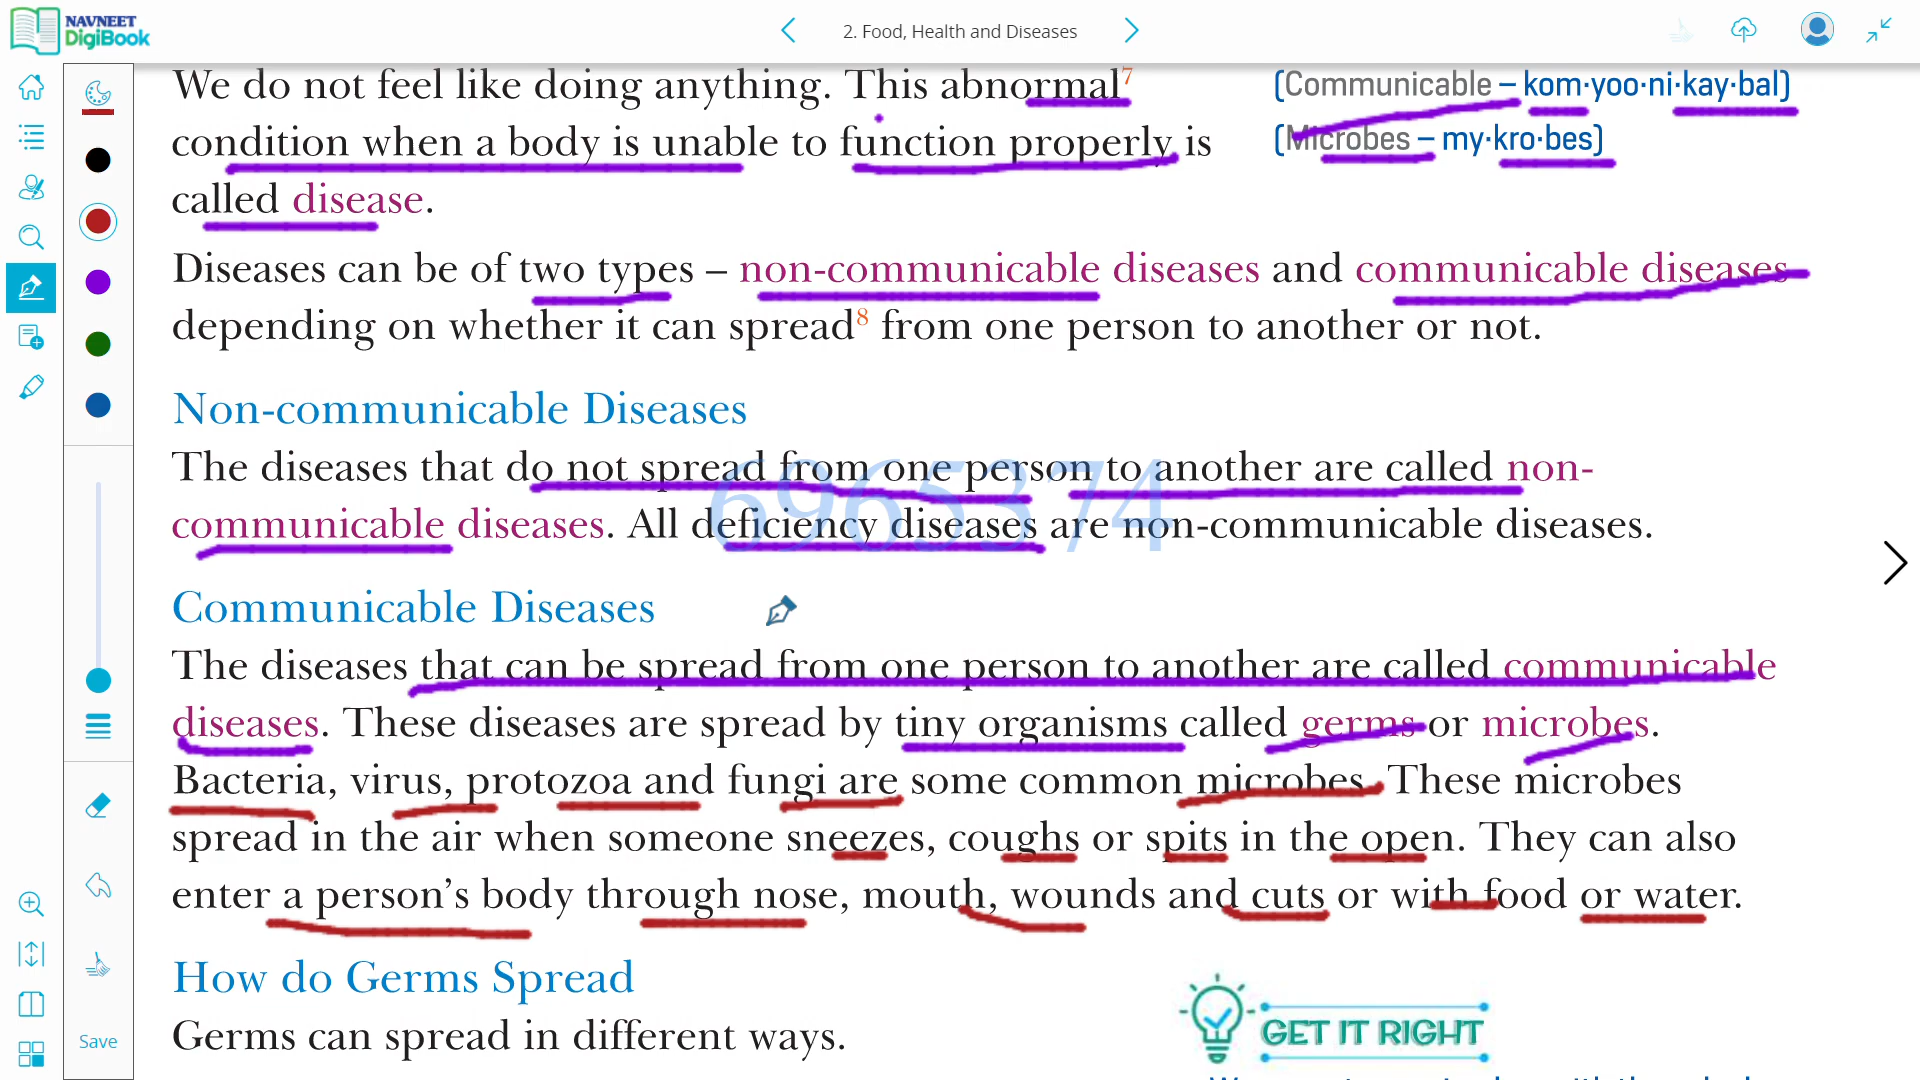 NAVNEET
DigiBook
2. Food, Health and Diseases
We do not feel like doing anything. This abnormal7
condition when a body is unable to function properly is
called disease.
(Communicable – kom·yoo·ni·kay·bal)
(Microbes – my·kro·bes)
Diseases can be of two types – non-communicable diseases and communicable diseases
depending on whether it can spread8 from one person to another or not.
Non-communicable Diseases
The diseases that do not spread from one person to another are called non-
communicable diseases. All deficiency diseases are non-communicable diseases.
6965374
Communicable Diseases
The diseases that can be spread from one person to another are called communicable
diseases. These diseases are spread by tiny organisms called germs or microbes.
Bacteria, virus, protozoa and fungi are some common microbes. These microbes
spread in the air when someone sneezes, coughs or spits in the open. They can also
enter a person's body through nose, mouth, wounds and cuts or with food or water.
How do Germs Spread
Germs can spread in different ways.
GET IT RIGHT
Save